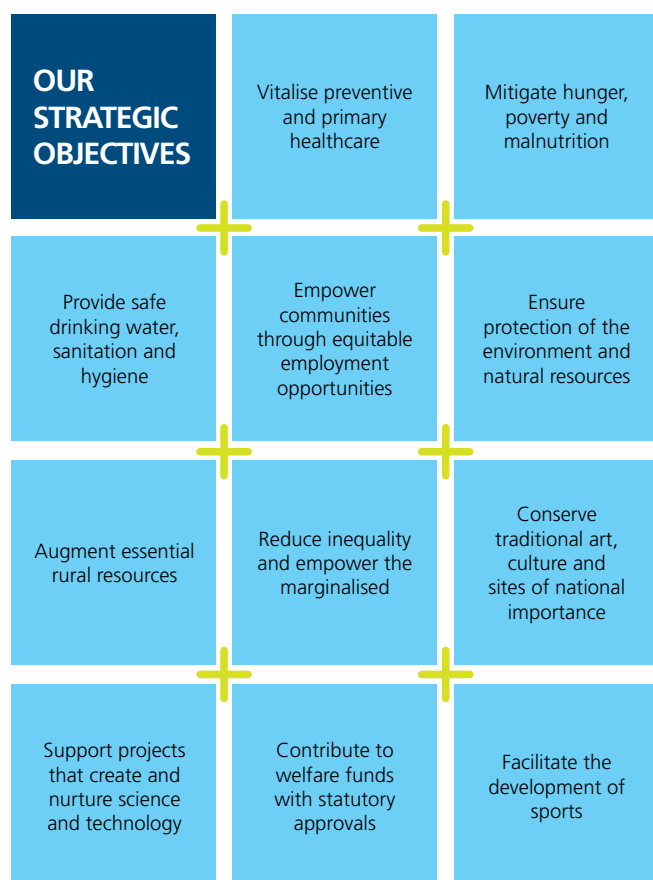 OUR
STRATEGIC
OBJECTIVES
Vitalise preventive
and primary
healthcare
Mitigate hunger,
poverty and
malnutrition
Provide safe
drinking water,
sanitation and
hygiene
Empower
communities
through equitable
employment
opportunities
Ensure
protection of the
environment and
natural resources
Augment essential
rural resources
Reduce inequality
and empower the
marginalised
Conserve
traditional art,
culture and
sites of national
importance
Support projects
that create and
nurture science
and technology
Contribute to
welfare funds
with statutory
approvals
Facilitate the
development of
sports